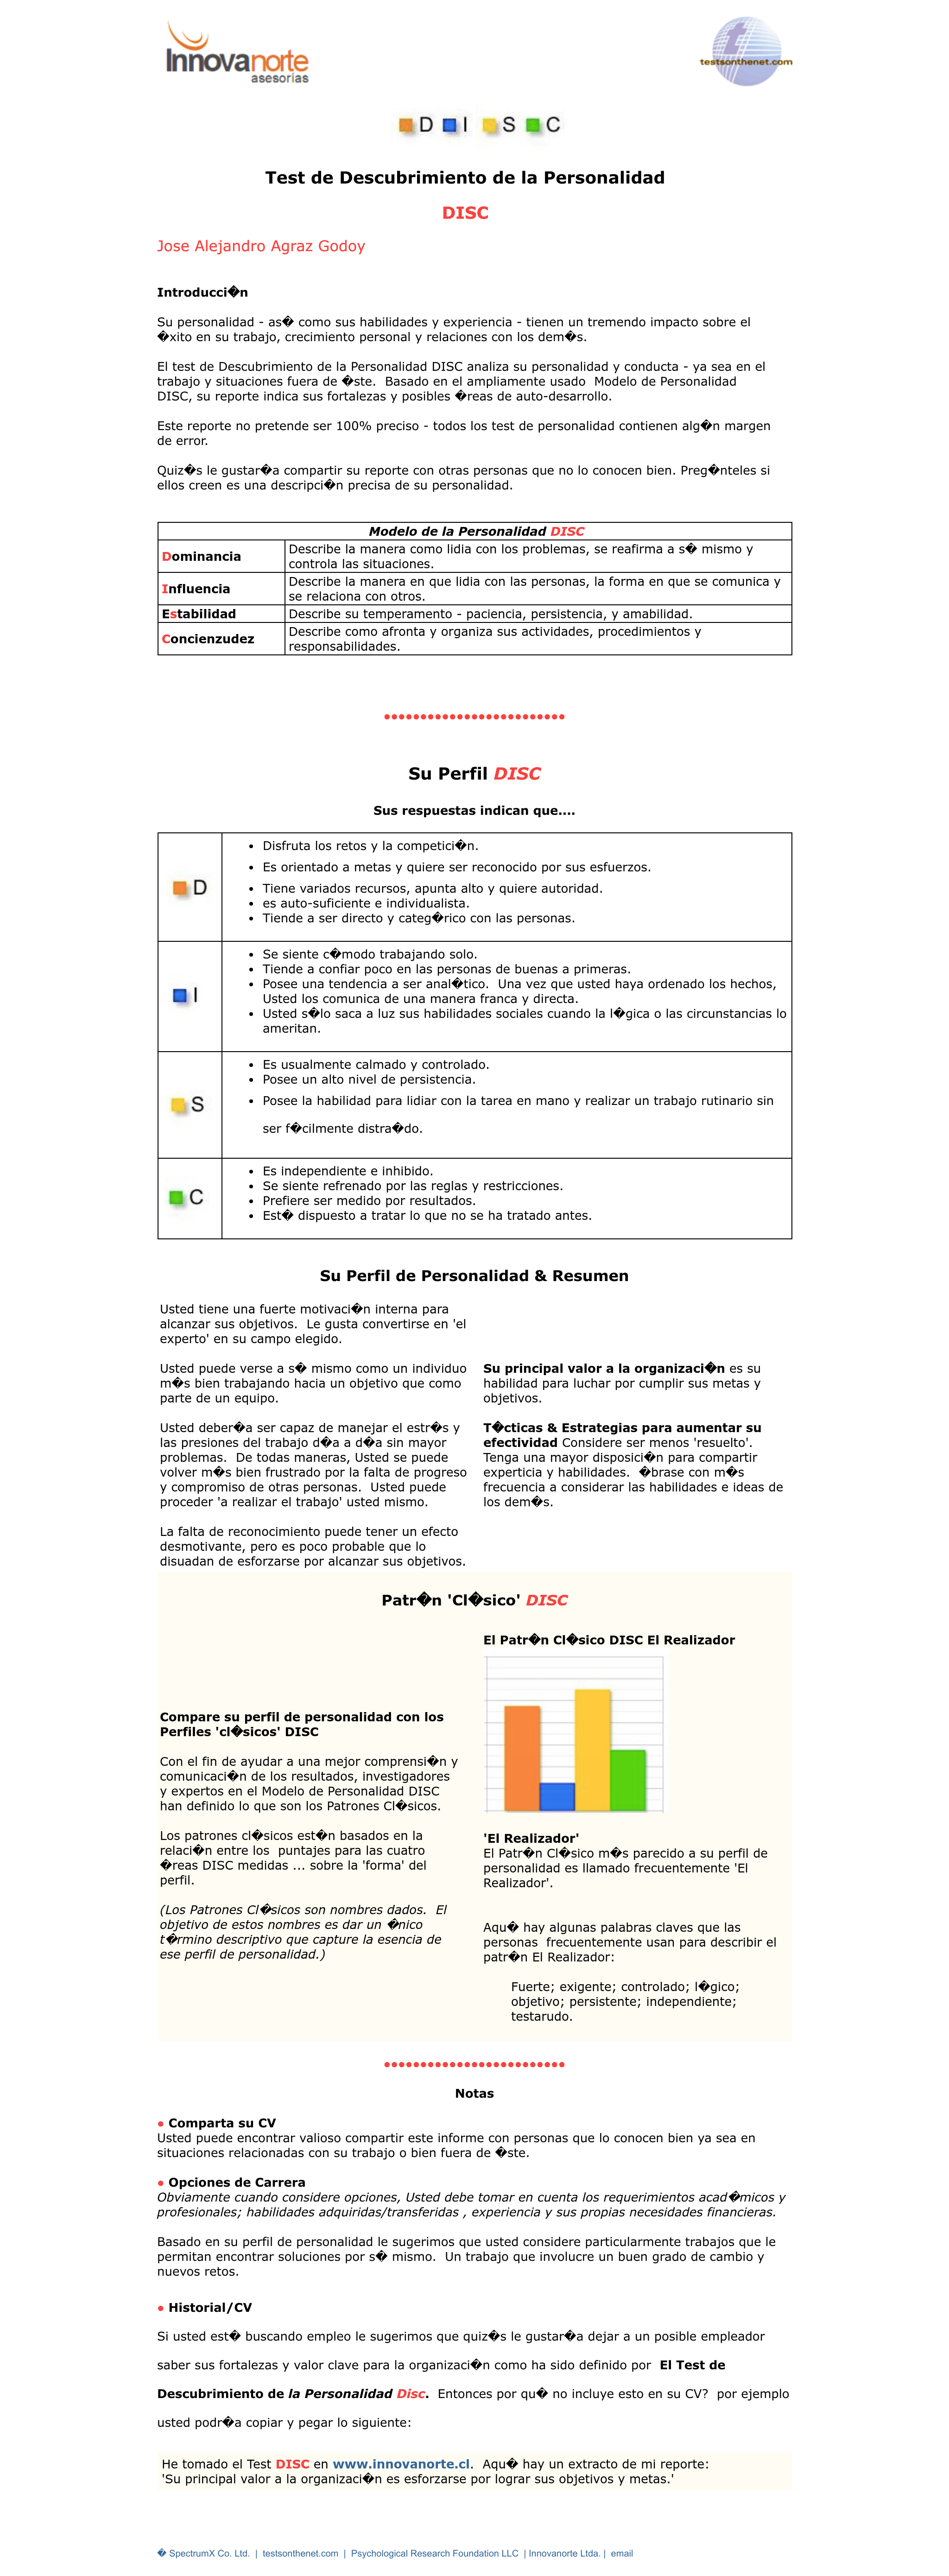 Innovanorte
asesorías
testsonthenet.com
D I S C
Test de Descubrimiento de la Personalidad
DISC
Jose Alejandro Agraz Godoy
Introducci�n
Su personalidad - as� como sus habilidades y experiencia - tienen un tremendo impacto sobre el
�xito en su trabajo, crecimiento personal y relaciones con los dem�s.
El test de Descubrimiento de la Personalidad DISC analiza su personalidad y conducta - ya sea en el
trabajo y situaciones fuera de �ste. Basado en el ampliamente usado Modelo de Personalidad
DISC, su reporte indica sus fortalezas y posibles �reas de auto-desarrollo.
Este reporte no pretende ser 100% preciso - todos los test de personalidad contienen alg�n margen
de error.
Quiz�s le gustar�a compartir su reporte con otras personas que no lo conocen bien. Preg�nteles si
ellos creen es una descripci�n precisa de su personalidad.
Modelo de la Personalidad DISC
Dominancia
Describe la manera como lidia con los problemas, se reafirma a s� mismo y
controla las situaciones.
Influencia
Describe la manera en que lidia con las personas, la forma en que se comunica y
se relaciona con otros.
Estabilidad
Describe su temperamento - paciencia, persistencia, y amabilidad.
Concienzudez
Describe como afronta y organiza sus actividades, procedimientos y
responsabilidades.
Su Perfil DISC
Sus respuestas indican que....
D
• Disfruta los retos y la competici�n.
• Es orientado a metas y quiere ser reconocido por sus esfuerzos.
• Tiene variados recursos, apunta alto y quiere autoridad.
• es auto-suficiente e individualista.
• Tiende a ser directo y categ�rico con las personas.
I
• Se siente c�modo trabajando solo.
• Tiende a confiar poco en las personas de buenas a primeras.
• Posee una tendencia a ser anal�tico. Una vez que usted haya ordenado los hechos,
Usted los comunica de una manera franca y directa.
• Usted s�lo saca a luz sus habilidades sociales cuando la l�gica o las circunstancias lo
ameritan.
S
• Es usualmente calmado y controlado.
• Posee un alto nivel de persistencia.
• Posee la habilidad para lidiar con la tarea en mano y realizar un trabajo rutinario sin
ser f�cilmente distra�do.
C
• Es independiente e inhibido.
• Se siente refrenado por las reglas y restricciones.
• Prefiere ser medido por resultados.
• Est� dispuesto a tratar lo que no se ha tratado antes.
Su Perfil de Personalidad & Resumen
Usted tiene una fuerte motivaci�n interna para
alcanzar sus objetivos. Le gusta convertirse en 'el
experto' en su campo elegido.
Usted puede verse a s� mismo como un individuo
m�s bien trabajando hacia un objetivo que como
parte de un equipo.
Usted deber�a ser capaz de manejar el estr�s y
las presiones del trabajo d�a a d�a sin mayor
problemas. De todas maneras, Usted se puede
volver m�s bien frustrado por la falta de progreso
y compromiso de otras personas. Usted puede
proceder 'a realizar el trabajo' usted mismo.
La falta de reconocimiento puede tener un efecto
desmotivante, pero es poco probable que lo
disuadan de esforzarse por alcanzar sus objetivos.
Su principal valor a la organizaci�n es su
habilidad para luchar por cumplir sus metas y
objetivos.
T�cticas & Estrategias para aumentar su
efectividad Considere ser menos 'resuelto'.
Tenga una mayor disposici�n para compartir
experticia y habilidades. �brase con m�s
frecuencia a considerar las habilidades e ideas de
los dem�s.
Patr�n 'Cl�sico' DISC
Compare su perfil de personalidad con los
Perfiles 'cl�sicos' DISC
Con el fin de ayudar a una mejor comprensi�n y
comunicaci�n de los resultados, investigadores
y expertos en el Modelo de Personalidad DISC
han definido lo que son los Patrones Cl�sicos.
Los patrones cl�sicos est�n basados en la
relaci�n entre los puntajes para las cuatro
�reas DISC medidas ... sobre la 'forma' del
perfil.
(Los Patrones Cl�sicos son nombres dados. El
objetivo de estos nombres es dar un �nico
t�rmino descriptivo que capture la esencia de
ese perfil de personalidad.)
El Patr�n Cl�sico DISC El Realizador
'El Realizador'
El Patr�n Cl�sico m�s parecido a su perfil de
personalidad es llamado frecuentemente 'El
Realizador'.
Aqu� hay algunas palabras claves que las
personas frecuentemente usan para describir el
patr�n El Realizador:
Fuerte; exigente; controlado; l�gico;
objetivo; persistente; independiente;
testarudo.
Notas
• Comparta su CV
Usted puede encontrar valioso compartir este informe con personas que lo conocen bien ya sea en
situaciones relacionadas con su trabajo o bien fuera de �ste.
• Opciones de Carrera
Obviamente cuando considere opciones, Usted debe tomar en cuenta los requerimientos acad�micos y
profesionales; habilidades adquiridas/transferidas , experiencia y sus propias necesidades financieras.
Basado en su perfil de personalidad le sugerimos que usted considere particularmente trabajos que le
permitan encontrar soluciones por s� mismo. Un trabajo que involucre un buen grado de cambio y
nuevos retos.
• Historial/CV
Si usted est� buscando empleo le sugerimos que quiz�s le gustar�a dejar a un posible empleador
saber sus fortalezas y valor clave para la organizaci�n como ha sido definido por El Test de
Descubrimiento de la Personalidad Disc. Entonces por qu� no incluye esto en su CV? por ejemplo
usted podr�a copiar y pegar lo siguiente:
He tomado el Test DISC en www.innovanorte.cl. Aqu� hay un extracto de mi reporte:
'Su principal valor a la organizaci�n es esforzarse por lograr sus objetivos y metas.'
� SpectrumX Co. Ltd. | testsonthenet.com | Psychological Research Foundation LLC | Innovanorte Ltda. | email